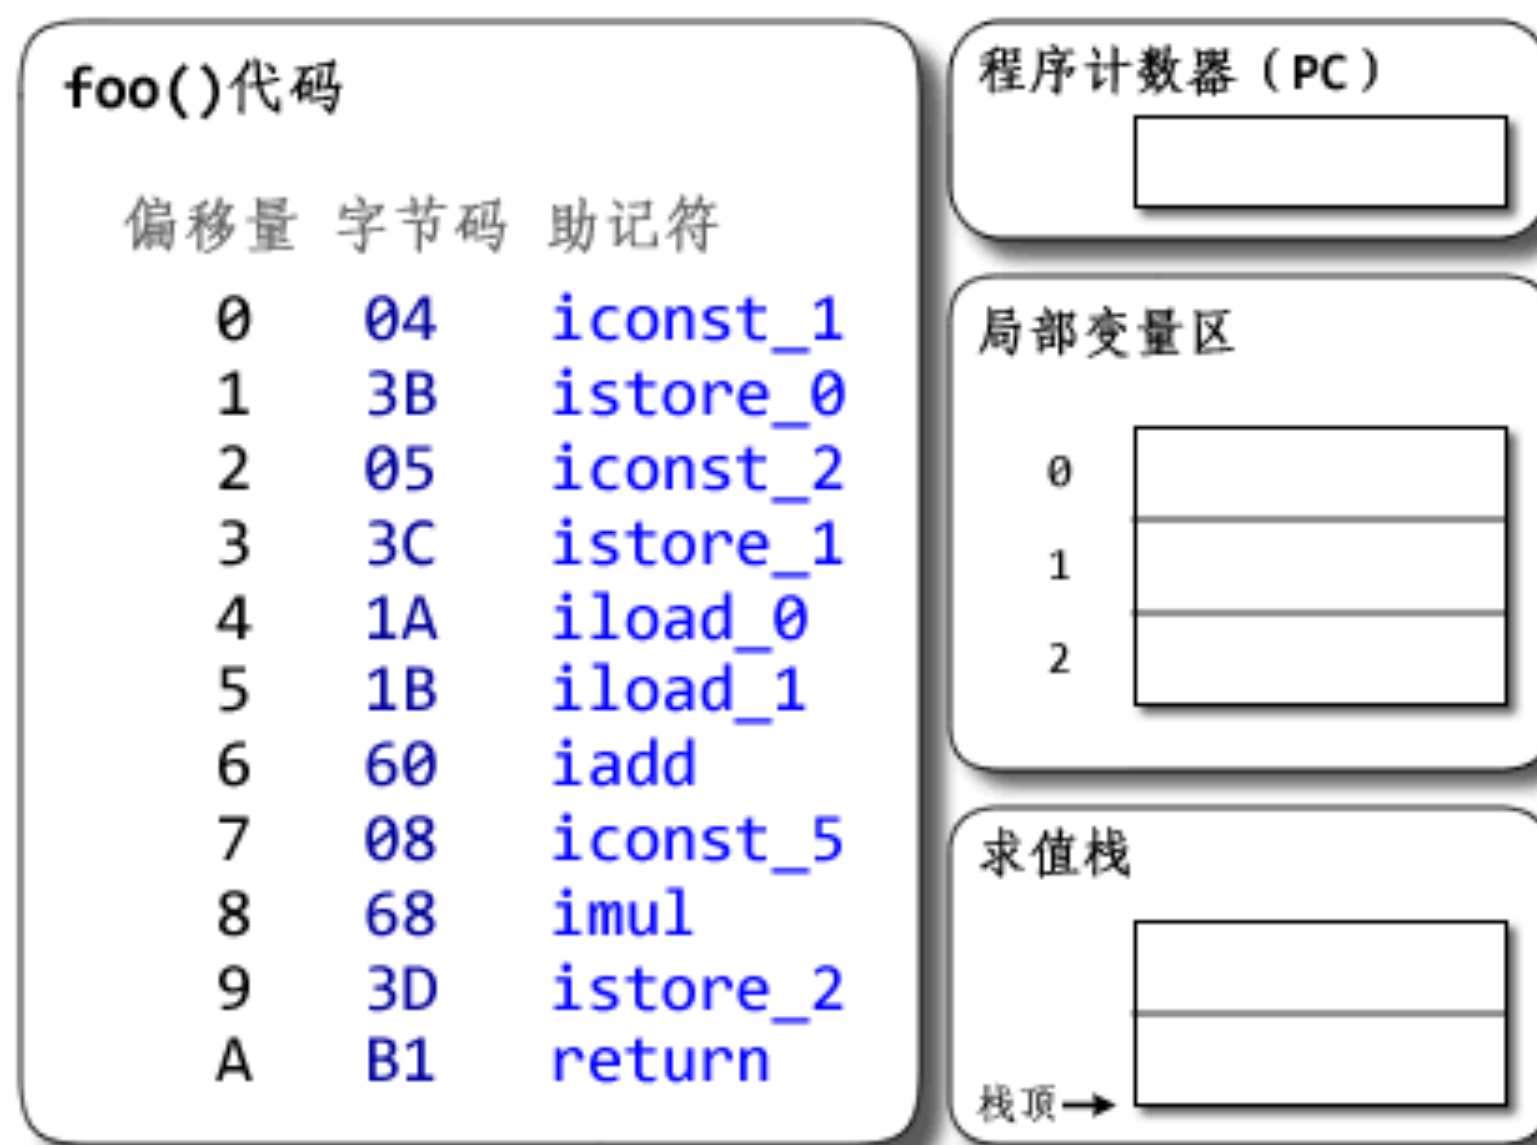 foo()代码
偏移量 字节码 助记符
0 04 iconst_1
1 3B istore_0
2 05 iconst_2
3 3C istore_1
4 1A iload_0
5 1B iload_1
6 60 iadd
7 08 iconst_5
8 68 imul
9 3D istore_2
A B1 return
程序计数器（PC）
局部变量区
0
1
2
求值栈
栈顶